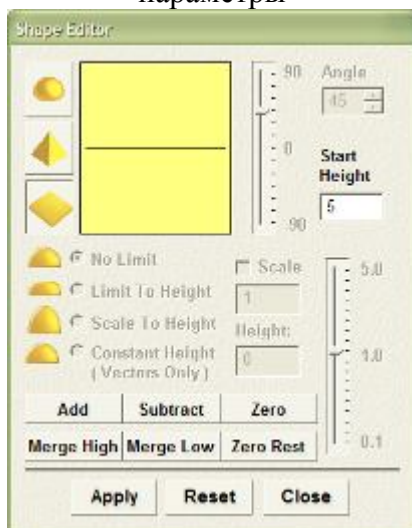 параметры
Shape Editor
90
Angle
45
0
Start
Height
5
90
No Limit
Scale
5.0
Limit To Height
1
Scale To Height
Height:
Constant Height
0
1.0
(Vectors Only)
Add
Subtract
Zero
Merge High
Merge Low
Zero Rest
0.1
Apply
Reset
Close